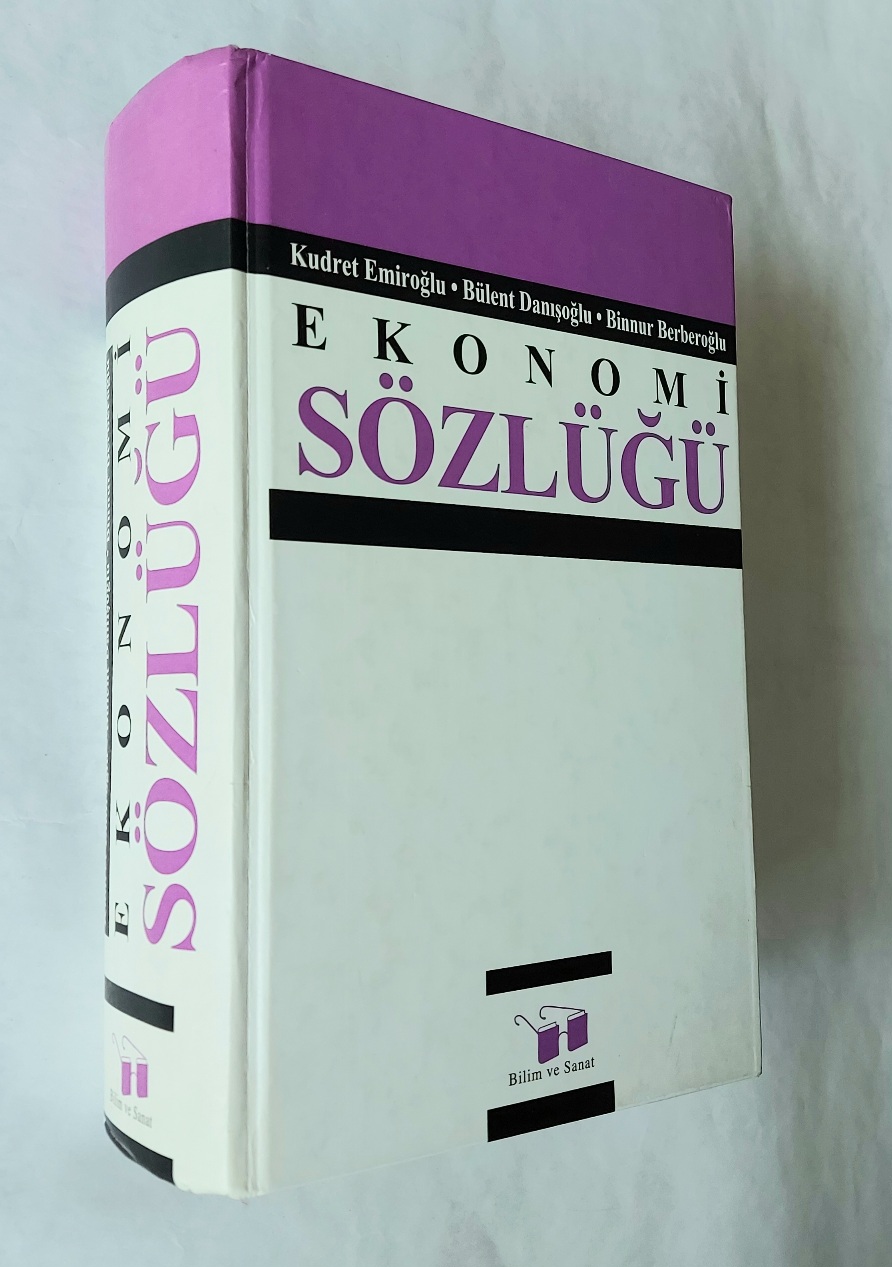 Kudret Emiroğlu • Bülent Danışoğlu • Binnur Berberoğlu
EKONOMİ
SÖZLÜĞÜ
Bilim ve Sanat
EKONOMİ
SÖZLÜĞÜ
Bilim ve Sanat